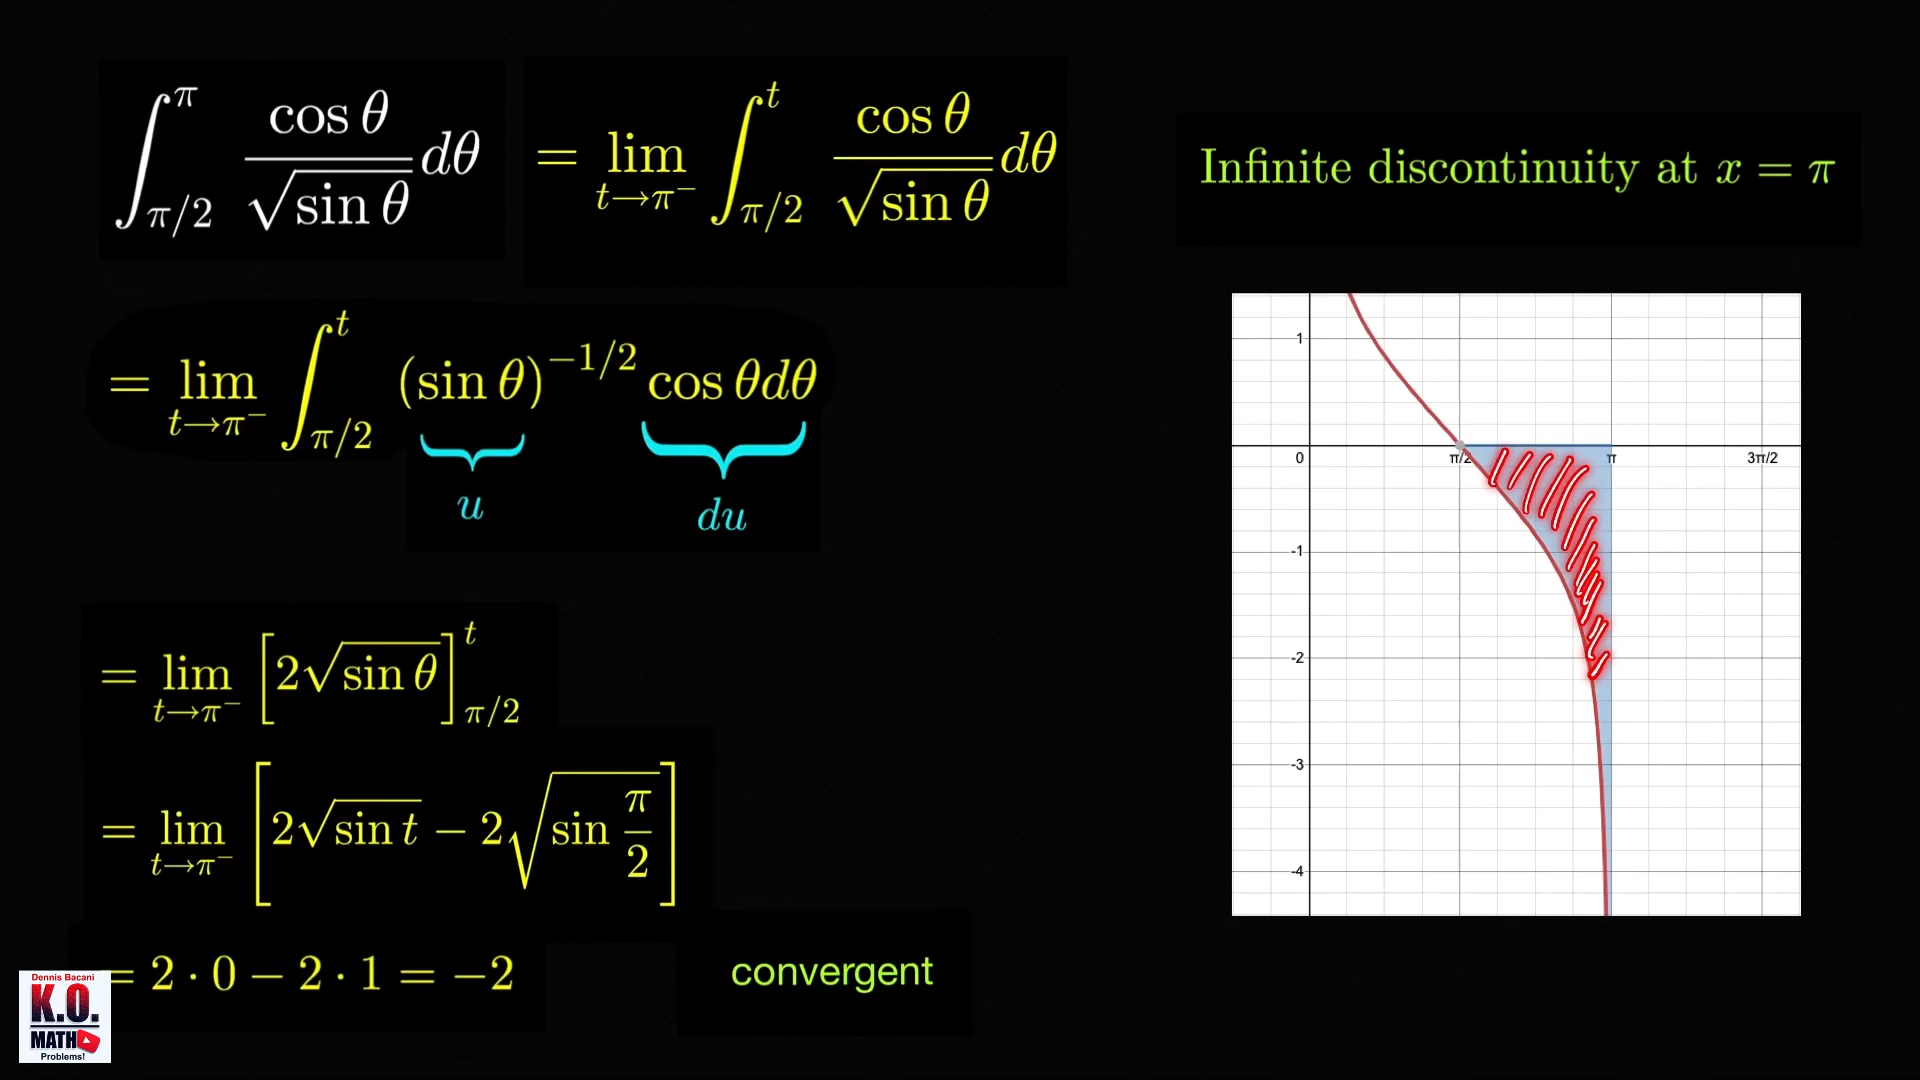 ∫_{π/2}^{π} cos θ / √(sin θ) dθ = lim_{t→π⁻} ∫_{π/2}^{t} cos θ / √(sin θ) dθ
Infinite discontinuity at x = π
= lim_{t→π⁻} ∫_{π/2}^{t} (sin θ)^{−1/2} cos θdθ
u du
= lim_{t→π⁻} [2√(sin θ)]_{π/2}^{t}
= lim_{t→π⁻} [2√(sin t) − 2√(sin π/2)]
= 2 · 0 − 2 · 1 = −2
convergent
1
0 π/2 π 3π/2
-1
-2
-3
-4
Dennis Bacani
K.O.
MATH
Problems!